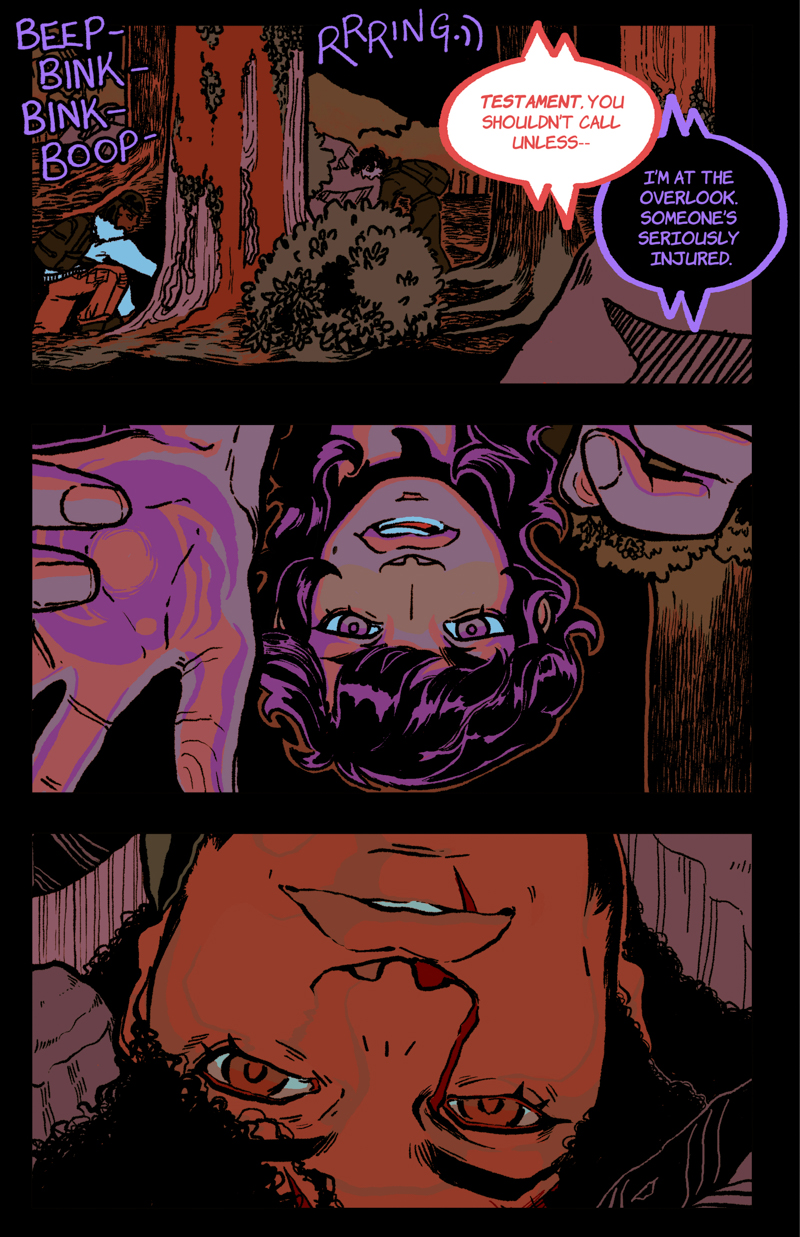 BEEP-
BINK-
BINK-
BOOP-
RRRING.
TESTAMENT. YOU
SHOULDN'T CALL
UNLESS--
I'M AT THE
OVERLOOK.
SOMEONE'S
SERIOUSLY
INJURED.